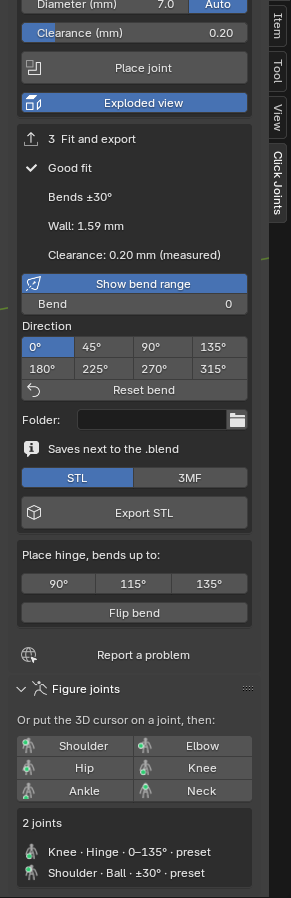 Diameter (mm) 7.0 Auto
Clearance (mm) 0.20
Place joint
Exploded view
3 Fit and export
Good fit
Bends ±30°
Wall: 1.59 mm
Clearance: 0.20 mm (measured)
Show bend range
Bend 0
Direction
0° 45° 90° 135°
180° 225° 270° 315°
Reset bend
Folder:
Saves next to the .blend
STL 3MF
Export STL
Place hinge, bends up to:
90° 115° 135°
Flip bend
Report a problem
Figure joints
Or put the 3D cursor on a joint, then:
Shoulder Elbow
Hip Knee
Ankle Neck
2 joints
Knee · Hinge · 0–135° · preset
Shoulder · Ball · ±30° · preset
Item
Tool
View
Click Joints